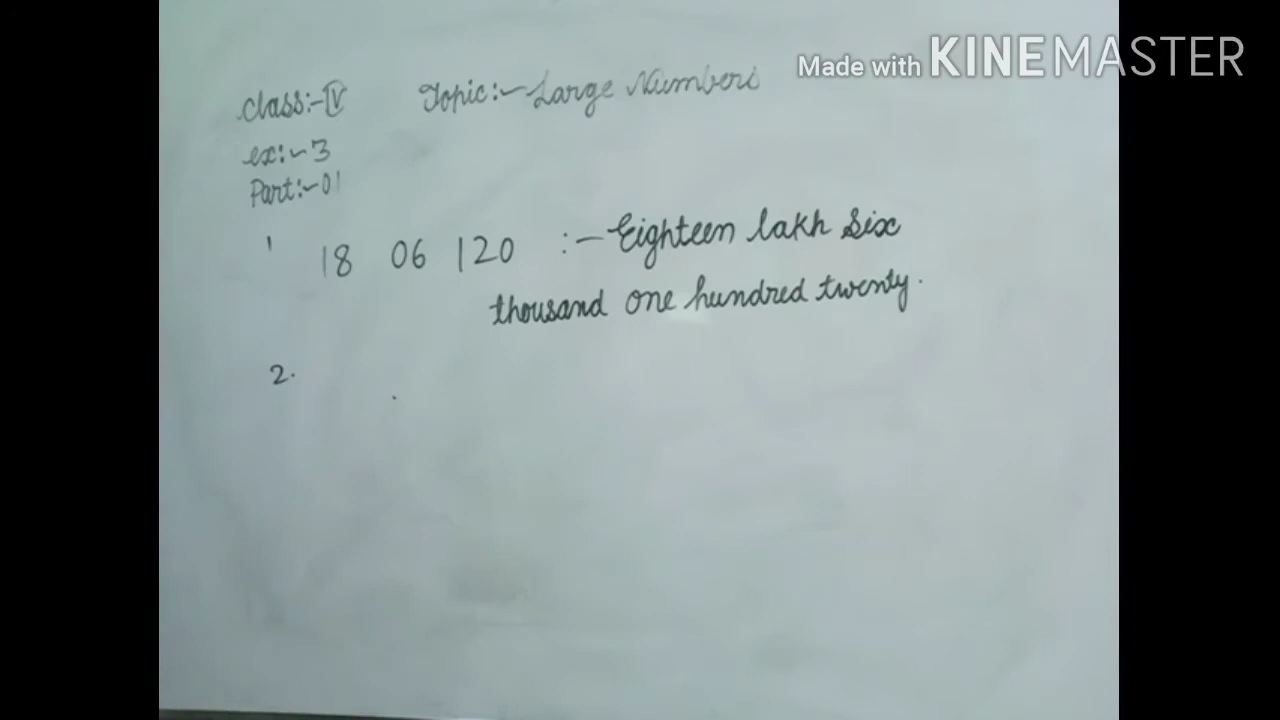 Made with KINEMASTER
Class:-IV Topic:- Large Numbers
ex:- 3
Part:- 01
1 18 06 120 :- Eighteen lakh six
thousand one hundred twenty.
2.